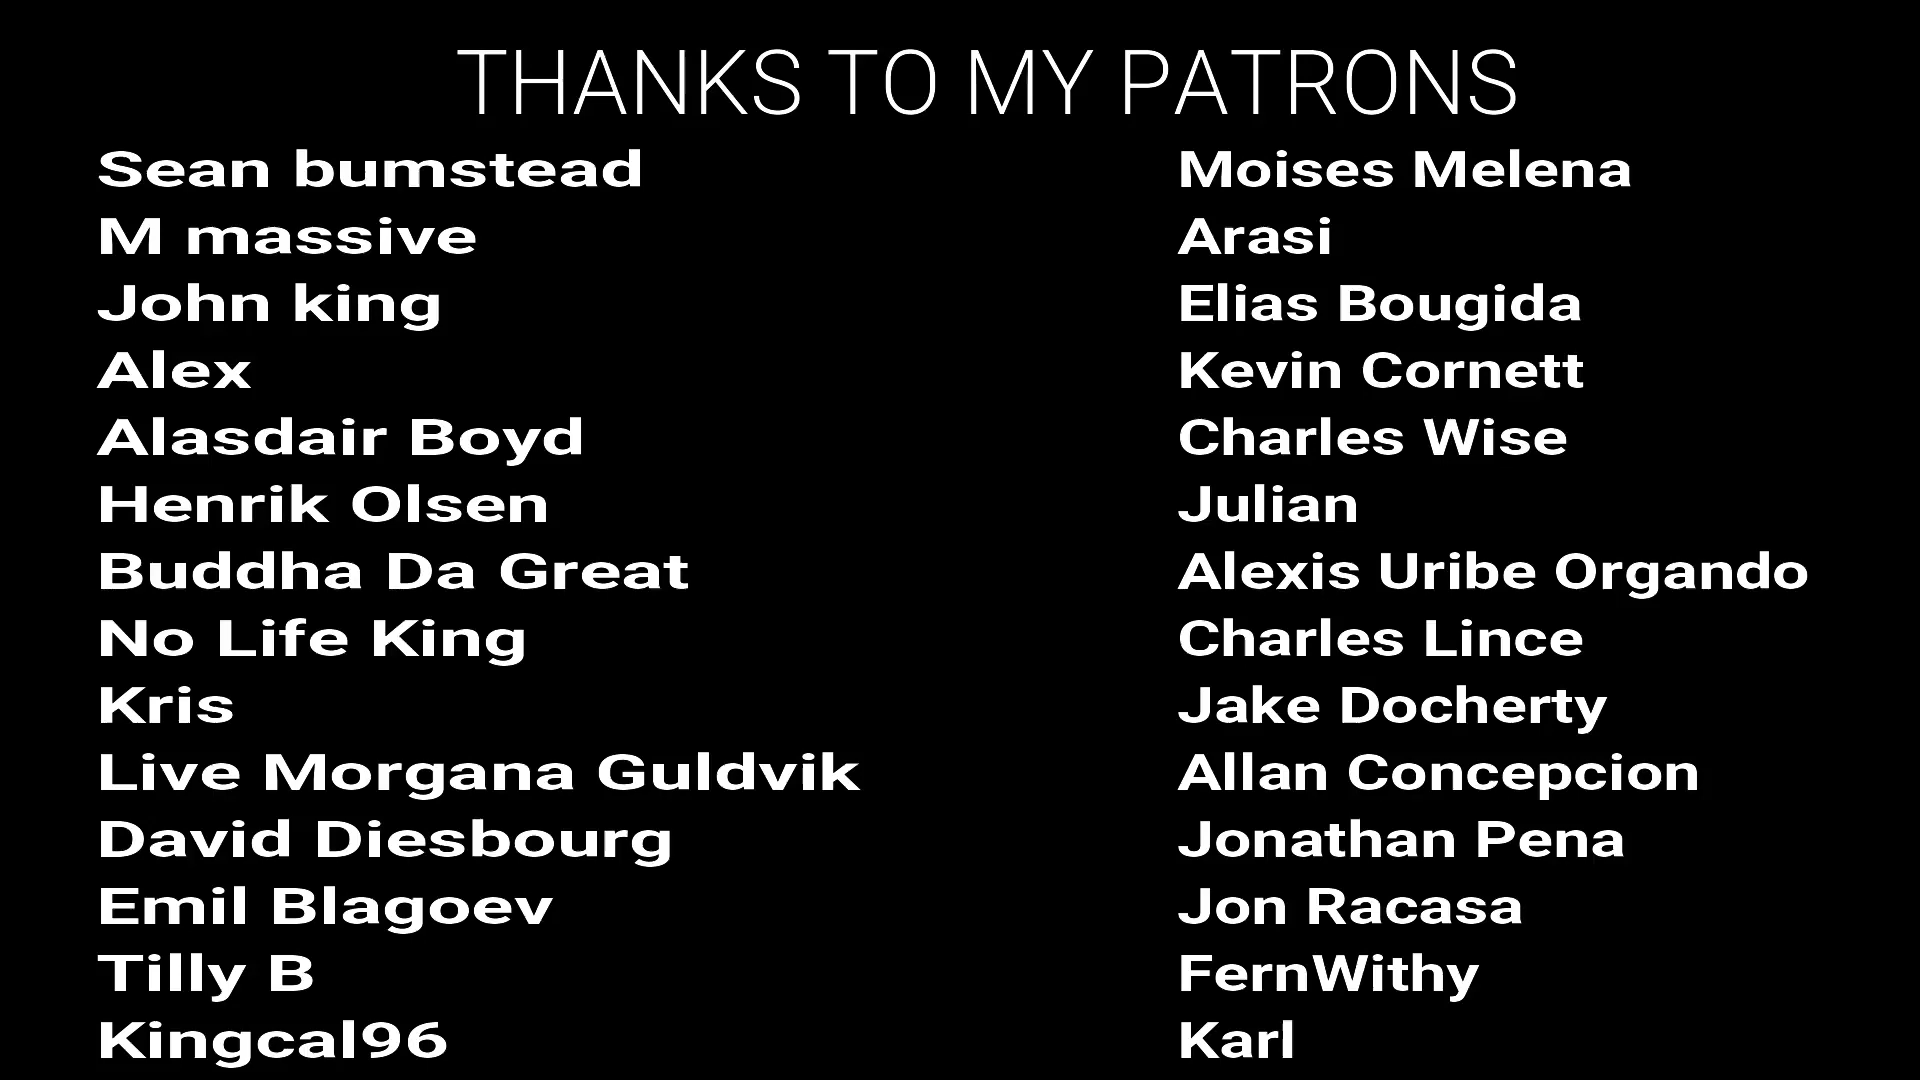 THANKS TO MY PATRONS
Sean bumstead
M massive
John king
Alex
Alasdair Boyd
Henrik Olsen
Buddha Da Great
No Life King
Kris
Live Morgana Guldvik
David Diesbourg
Emil Blagoev
Tilly B
Kingcal96
Moises Melena
Arasi
Elias Bougida
Kevin Cornett
Charles Wise
Julian
Alexis Uribe Orgando
Charles Lince
Jake Docherty
Allan Concepcion
Jonathan Pena
Jon Racasa
FernWithy
Karl